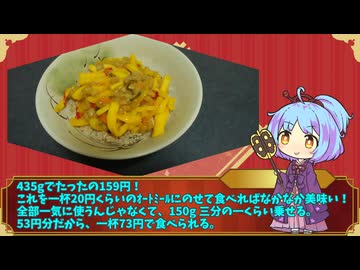 435gでたったの159円！
これを一杯20円くらいのｵｰﾄﾐｰﾙにのせて食べればなかなか美味い！
全部一気に使うんじゃなくて、150g 三分の一くらい乗せる。
53円分だから、一杯73円で食べられる。